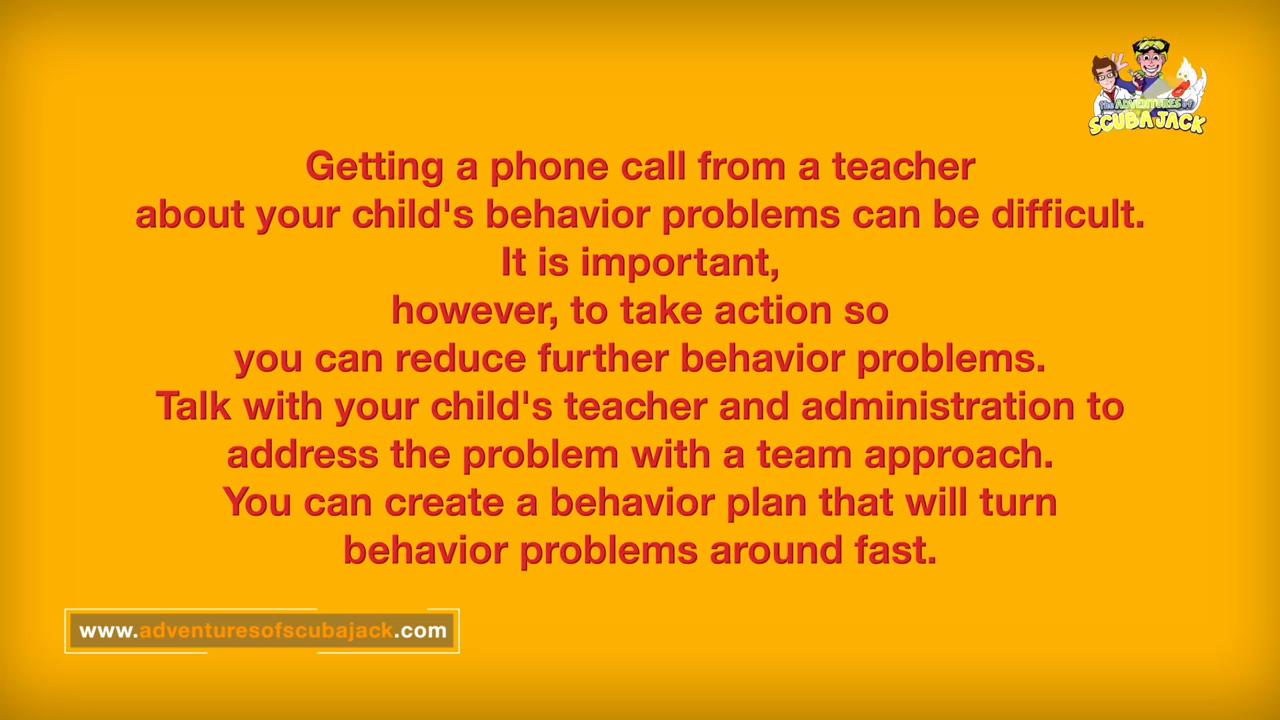 THE ADVENTURES OF
SCUBA JACK
Getting a phone call from a teacher
about your child's behavior problems can be difficult.
It is important,
however, to take action so
you can reduce further behavior problems.
Talk with your child's teacher and administration to
address the problem with a team approach.
You can create a behavior plan that will turn
behavior problems around fast.
www.adventuresofscubajack.com